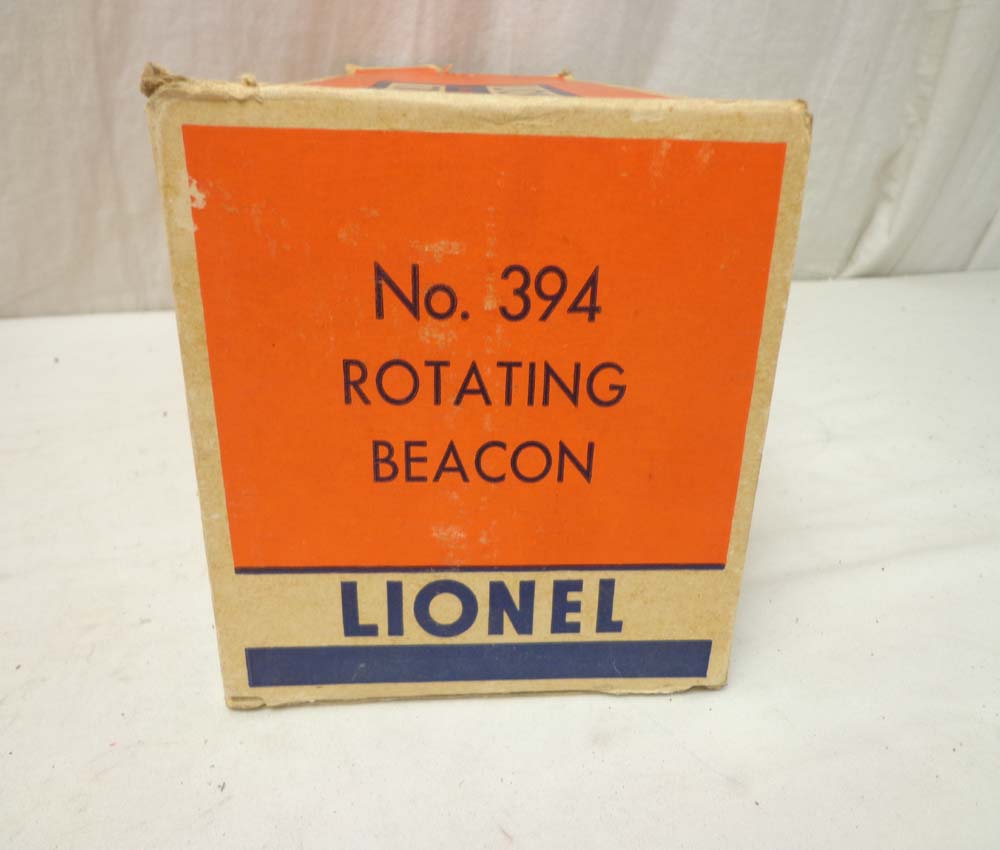 No. 394
ROTATING
BEACON
LIONEL